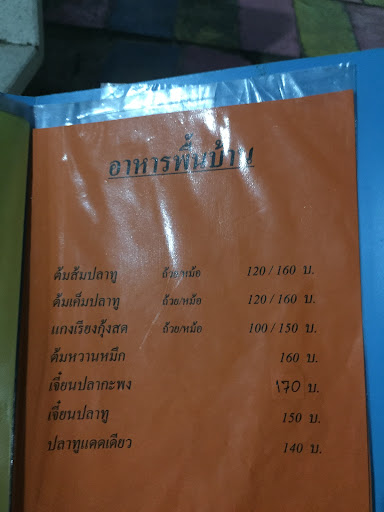 อาหารพื้นบ้าน
ต้มส้มปลาทู ถ้วย/หม้อ 120 / 160 บ.
ต้มเค็มปลาทู ถ้วย/หม้อ 120 / 160 บ.
แกงเรียงกุ้งสด ถ้วย/หม้อ 100 / 150 บ.
ต้มหวานหมึก 160 บ.
เจี๋ยนปลากะพง 170 บ.
เจี๋ยนปลาทู 150 บ.
ปลาทูแดดเดียว 140 บ.